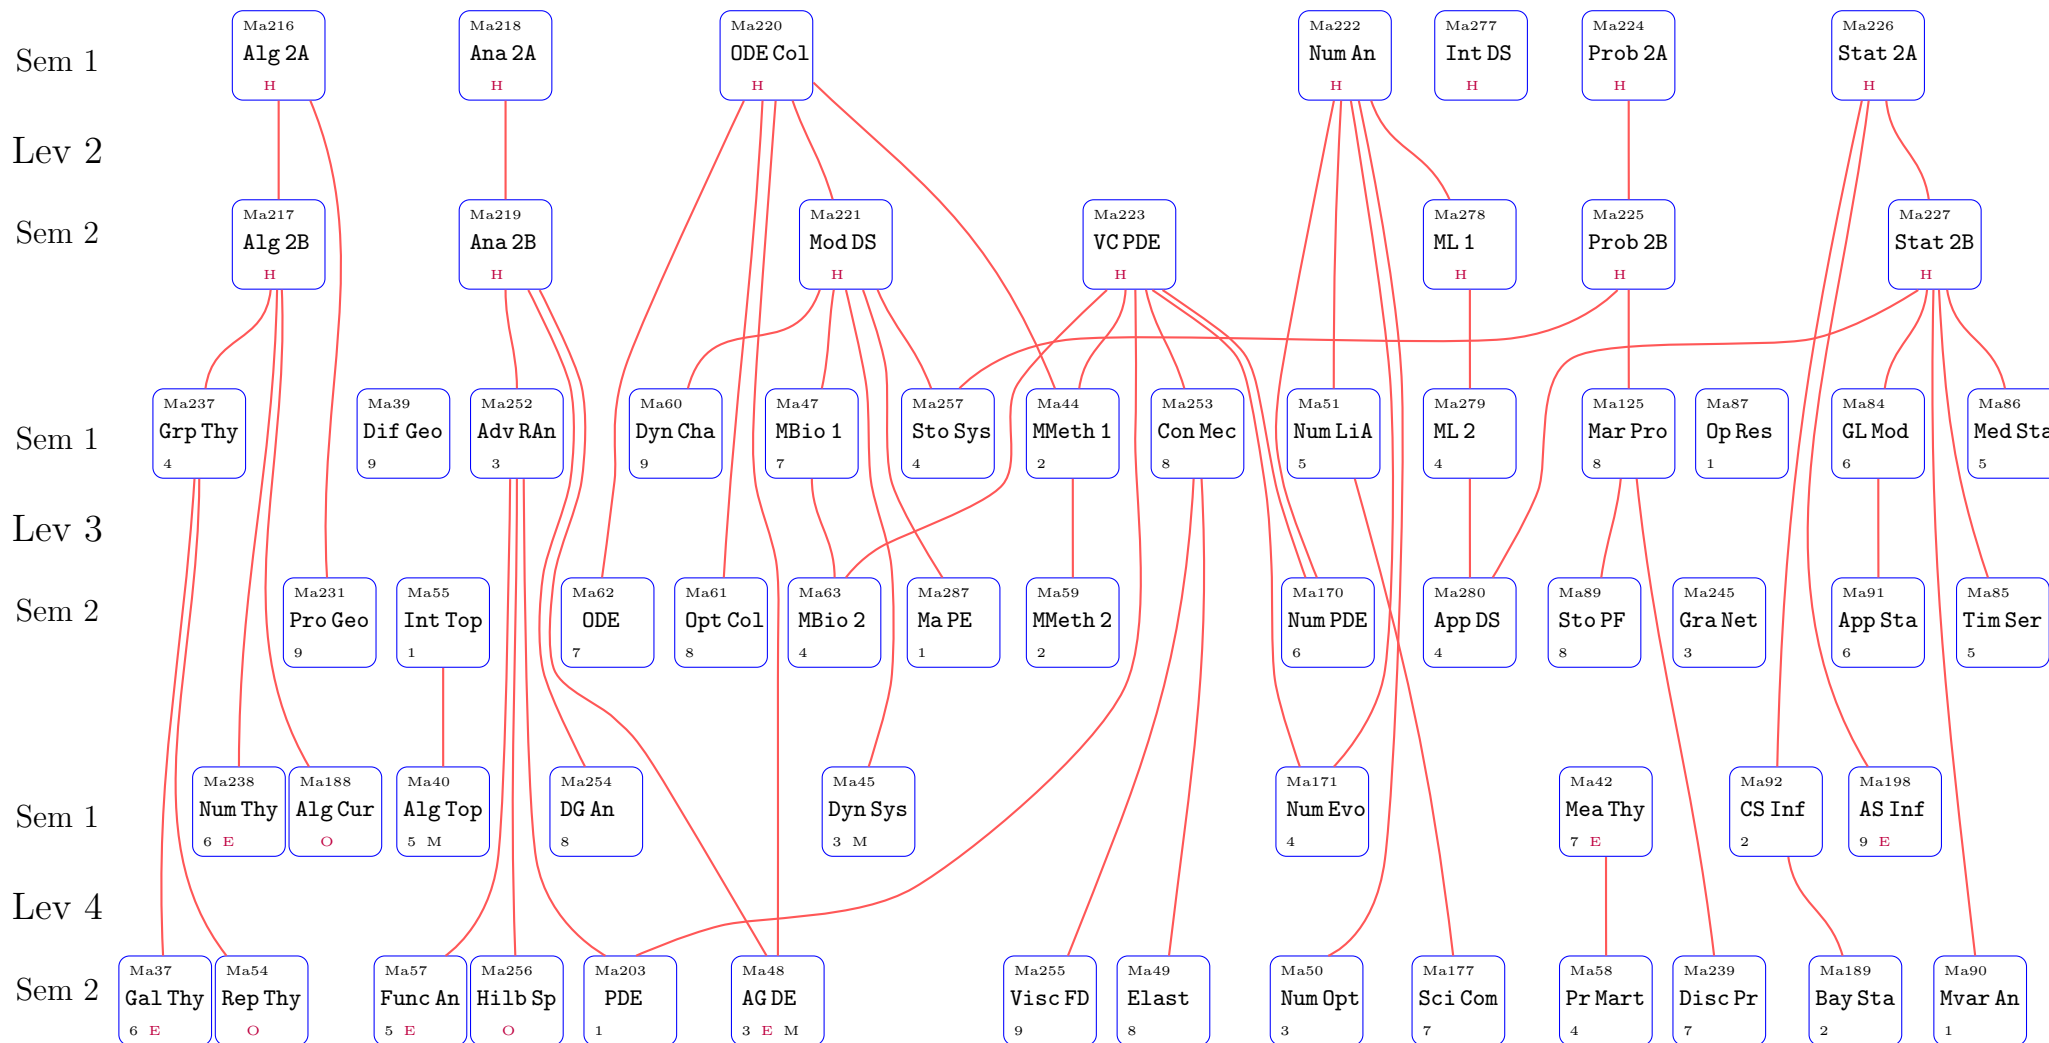 Sem 1
Ma216
Alg 2A
H
Ma218
Ana 2A
H
Ma220
ODE Col
H
Ma222
Num An
H
Ma277
Int DS
H
Ma224
Prob 2A
H
Ma226
Stat 2A
H
Lev 2
Sem 2
Ma217
Alg 2B
H
Ma219
Ana 2B
H
Ma221
Mod DS
H
Ma223
VC PDE
H
Ma278
ML 1
H
Ma225
Prob 2B
H
Ma227
Stat 2B
H
Sem 1
Ma237
Grp Thy
4
Ma39
Dif Geo
9
Ma252
Adv RAn
3
Ma60
Dyn Cha
9
Ma47
MBio 1
7
Ma257
Sto Sys
4
Ma44
MMeth 1
2
Ma253
Con Mec
8
Ma51
Num LiA
5
Ma279
ML 2
4
Ma125
Mar Pro
8
Ma87
Op Res
1
Ma84
GL Mod
6
Ma86
Med Sta
5
Lev 3
Sem 2
Ma231
Pro Geo
9
Ma55
Int Top
1
Ma62
ODE
7
Ma61
Opt Col
8
Ma63
MBio 2
4
Ma287
Ma PE
1
Ma59
MMeth 2
2
Ma170
Num PDE
6
Ma280
App DS
4
Ma89
Sto PF
8
Ma245
Gra Net
3
Ma91
App Sta
6
Ma85
Tim Ser
5
Sem 1
Ma238
Num Thy
6 E
Ma188
Alg Cur
O
Ma40
Alg Top
5 M
Ma254
DG An
8
Ma45
Dyn Sys
3 M
Ma171
Num Evo
4
Ma42
Mea Thy
7 E
Ma92
CS Inf
2
Ma198
AS Inf
9 E
Lev 4
Sem 2
Ma37
Gal Thy
6 E
Ma54
Rep Thy
O
Ma57
Func An
5 E
Ma256
Hilb Sp
O
Ma203
PDE
1
Ma48
AG DE
3 E M
Ma255
Visc FD
9
Ma49
Elast
8
Ma50
Num Opt
3
Ma177
Sci Com
7
Ma58
Pr Mart
4
Ma239
Disc Pr
7
Ma189
Bay Sta
2
Ma90
Mvar An
1